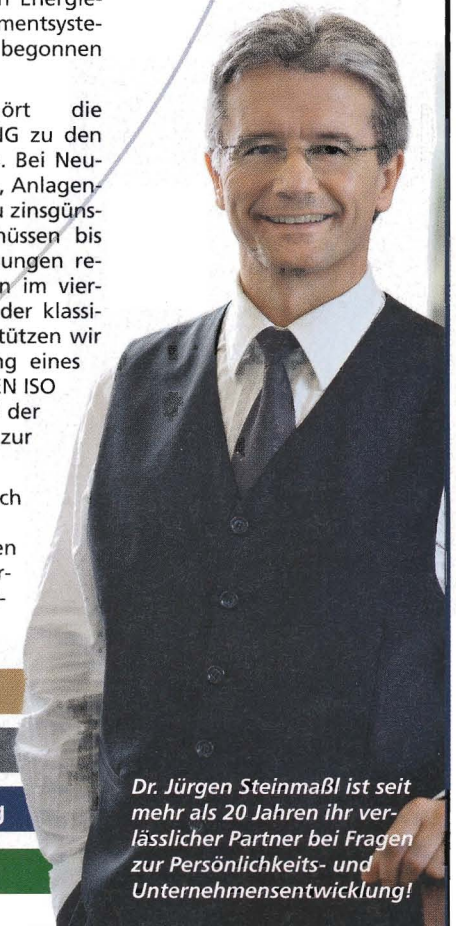 n Energie-
mentsyste-
begonnen
ört die
NG zu den
. Bei Neu-
, Anlagen-
u zinsgüns-
hüssen bis
ungen re-
n im vier-
der klassi-
tützen wir
ng eines
EN ISO
der
zur
ch
en
r-
-
g
Dr. Jürgen Steinmaßl ist seit
mehr als 20 Jahren ihr ver-
lässlicher Partner bei Fragen
zur Persönlichkeits- und
Unternehmensentwicklung!